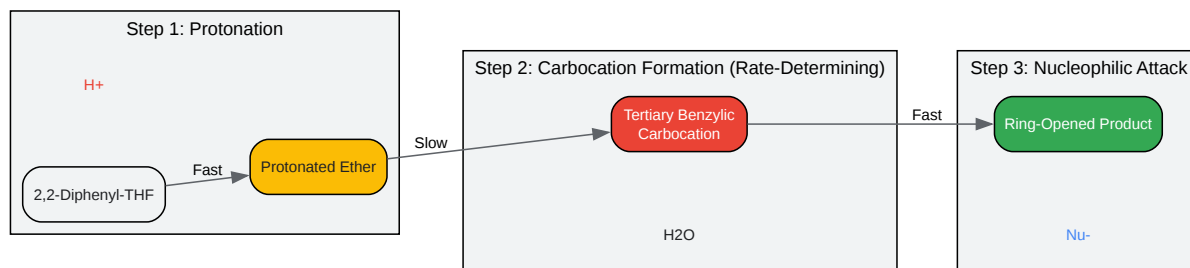 Step 1: Protonation
H+
2,2-Diphenyl-THF
Fast
Protonated Ether
Slow
Step 2: Carbocation Formation (Rate-Determining)
Tertiary Benzylic
Carbocation
H2O
Fast
Step 3: Nucleophilic Attack
Ring-Opened Product
Nu-